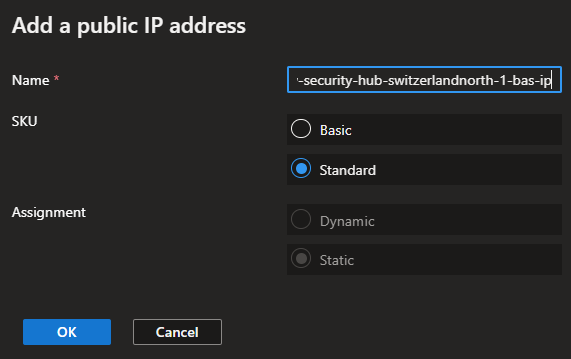 Add a public IP address
Name *
-security-hub-switzerlandnorth-1-bas-ip
SKU
Basic
Standard
Assignment
Dynamic
Static
OK
Cancel